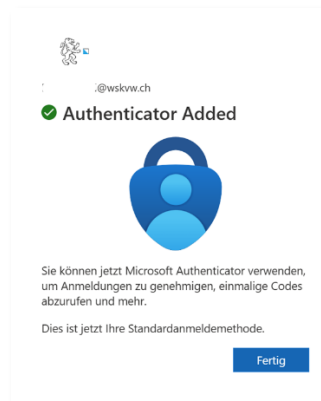 @wskvw.ch
Authenticator Added
Sie können jetzt Microsoft Authenticator verwenden,
um Anmeldungen zu genehmigen, einmalige Codes
abzurufen und mehr.
Dies ist jetzt Ihre Standardanmeldemethode.
Fertig